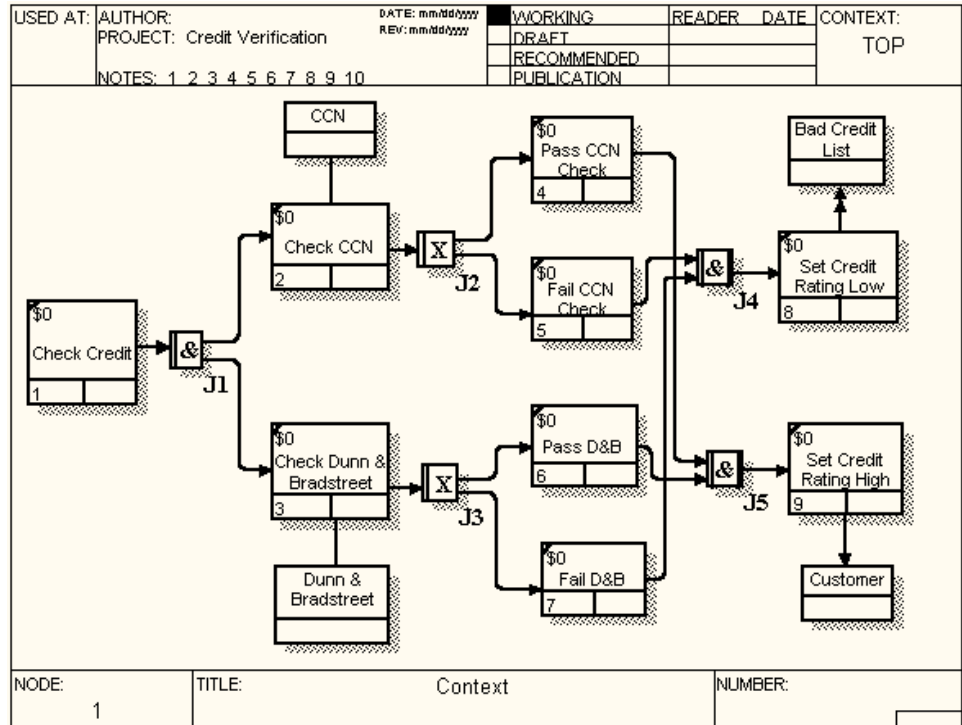 USED AT:
AUTHOR:
DATE: mm/dd/yyyy
PROJECT: Credit Verification
REV: mm/dd/yyyy
NOTES: 1 2 3 4 5 6 7 8 9 10
WORKING
DRAFT
RECOMMENDED
PUBLICATION
READER DATE
CONTEXT:
TOP
CCN
$0
Pass CCN
Check
4
Bad Credit
List
$0
Check CCN
2
X
J2
$0
Fail CCN
Check
5
&
J4
$0
Set Credit
Rating Low
8
$0
Check Credit
1
&
J1
$0
Check Dunn &
Bradstreet
3
X
J3
$0
Pass D&B
6
&
J5
$0
Set Credit
Rating High
9
$0
Fail D&B
7
Dunn &
Bradstreet
Customer
NODE:
1
TITLE:
Context
NUMBER: